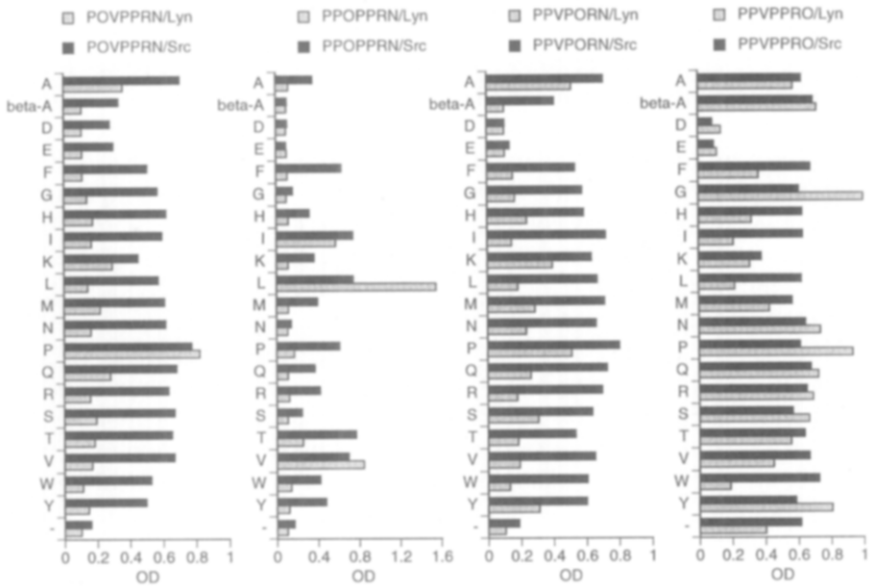 POVPPRN/Lyn PPOPPRN/Lyn PPVPORN/Lyn PPVPPRO/Lyn
POVPPRN/Src PPOPPRN/Src PPVPORN/Src PPVPPRO/Src
A A A A
beta-A beta-A beta-A beta-A
D D D D
E E E E
F F F F
G G G G
H H H H
I I I I
K K K K
L L L L
M M M M
N N N N
P P P P
Q Q Q Q
R R R R
S S S S
T T T T
V V V V
W W W W
Y Y Y Y
- - - -
0 0.2 0.4 0.6 0.8 1 0 0.4 0.8 1.2 1.6 0 0.2 0.4 0.6 0.8 1 0 0.2 0.4 0.6 0.8 1
OD OD OD OD